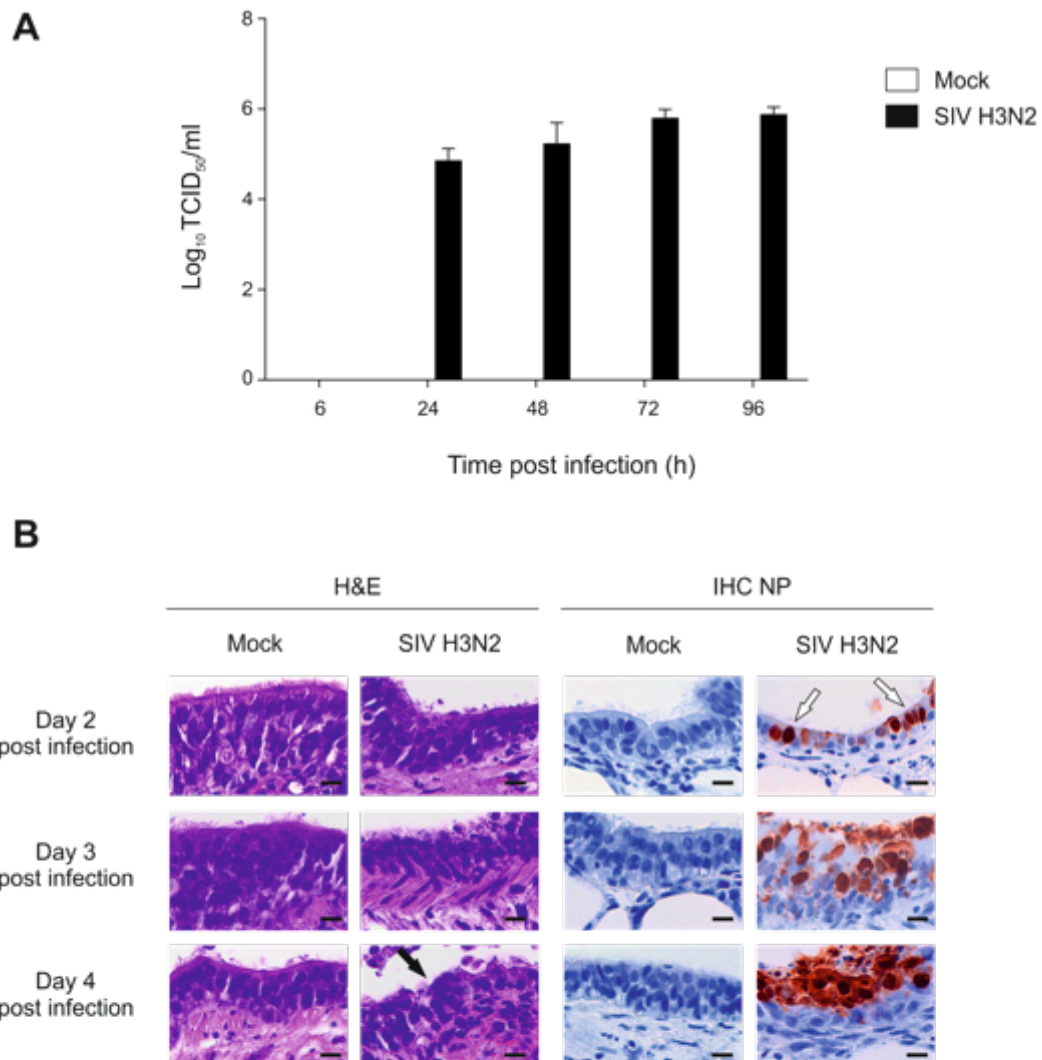 A
8
6
4
2
0
Log₁₀ TCID₅₀/ml
6 24 48 72 96
Time post infection (h)
Mock
SIV H3N2
B
H&E IHC NP
Mock SIV H3N2 Mock SIV H3N2
Day 2
post infection
Day 3
post infection
Day 4
post infection